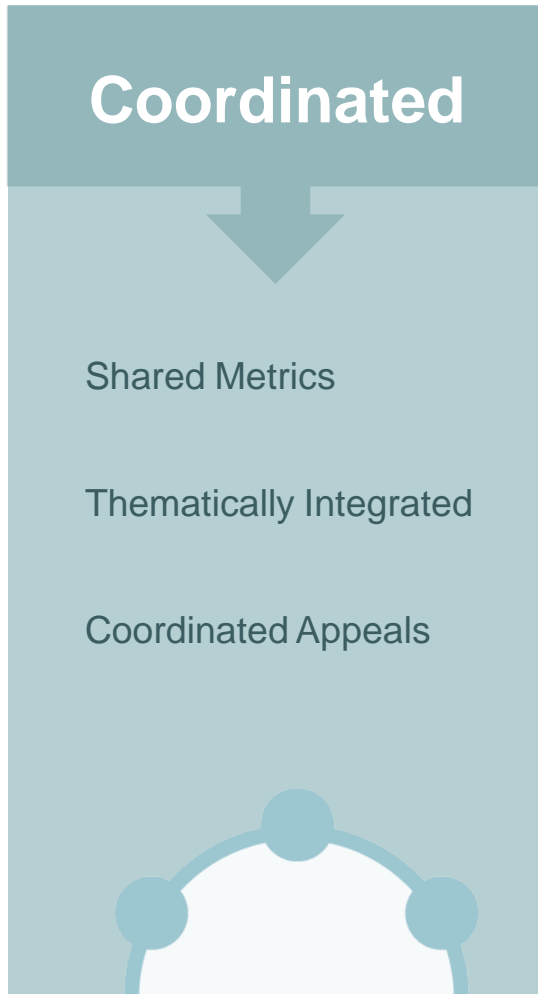 Coordinated
Shared Metrics
Thematically Integrated
Coordinated Appeals